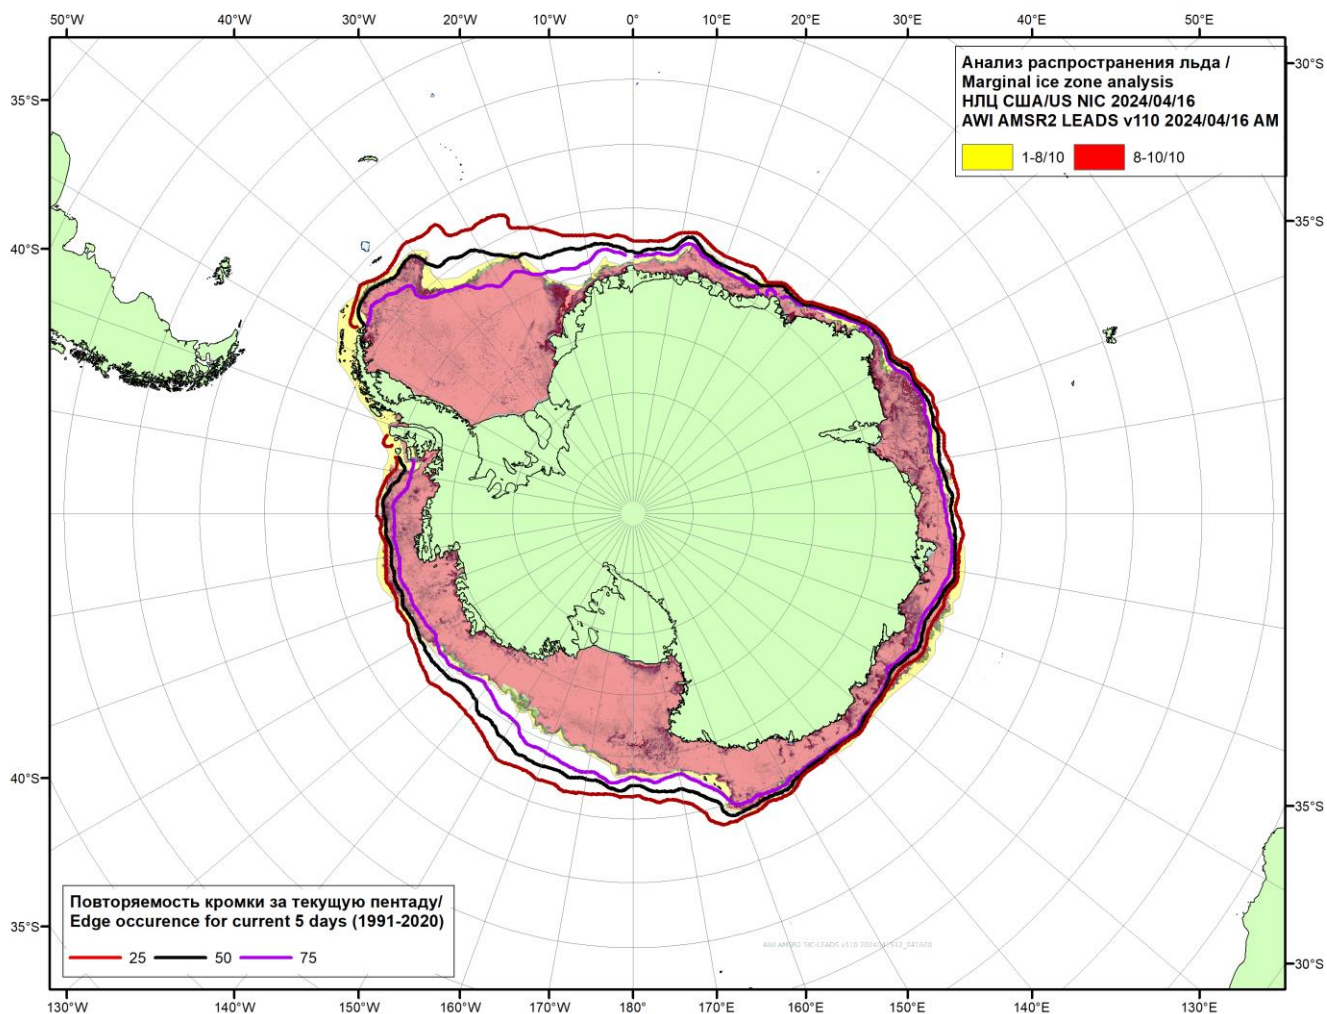 50°W 40°W 30°W 20°W 10°W 0° 10°E 20°E 30°E 40°E 50°E
Анализ распространения льда /
Marginal ice zone analysis
НЛЦ США/US NIC 2024/04/16
AWI AMSR2 LEADS v110 2024/04/16 AM
1-8/10 8-10/10
30°S
35°S
35°S
40°S
40°S
35°S
35°S
30°S
Повторяемость кромки за текущую пентаду/
Edge occurence for current 5 days (1991-2020)
25 50 75
130°W 140°W 150°W 160°W 170°W 180° 170°E 160°E 150°E 140°E 130°E